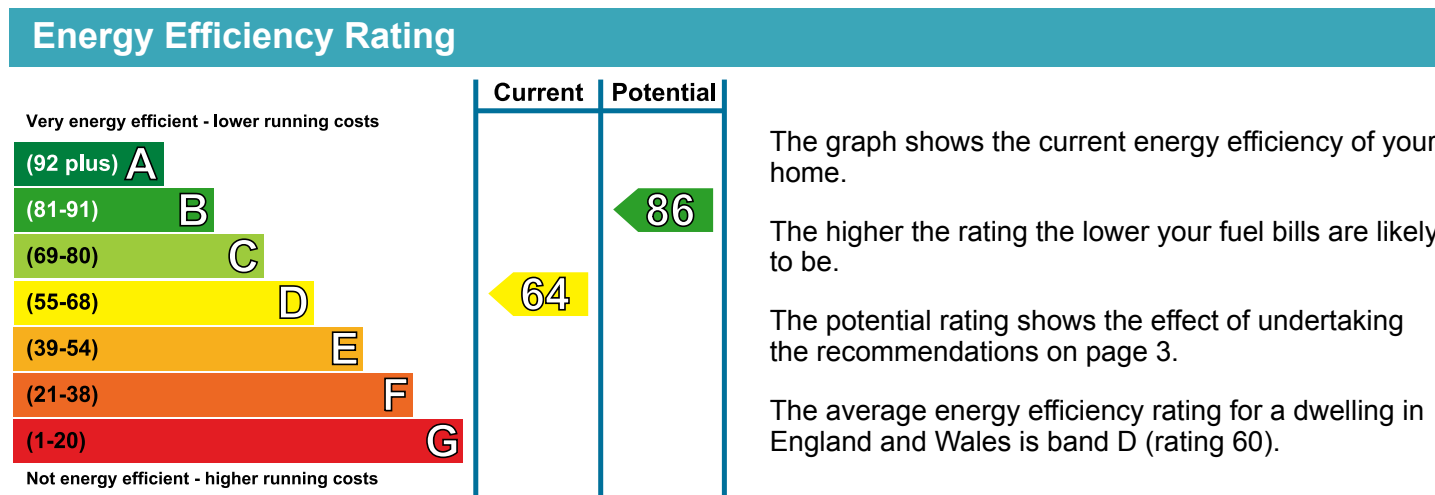 Energy Efficiency Rating
Current Potential
Very energy efficient - lower running costs
(92 plus) A
(81-91) B
86
(69-80) C
(55-68) D
64
(39-54) E
(21-38) F
(1-20) G
Not energy efficient - higher running costs
The graph shows the current energy efficiency of your
home.
The higher the rating the lower your fuel bills are likely
to be.
The potential rating shows the effect of undertaking
the recommendations on page 3.
The average energy efficiency rating for a dwelling in
England and Wales is band D (rating 60).